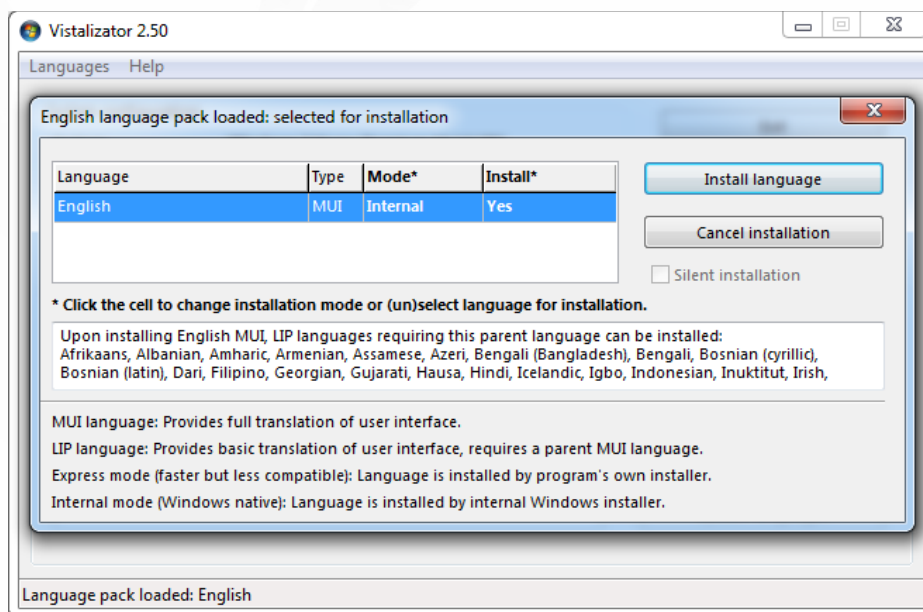 Vistalizator 2.50
Languages Help
English language pack loaded: selected for installation
Language Type Mode* Install*
English MUI Internal Yes
Install language
Cancel installation
Silent installation
* Click the cell to change installation mode or (un)select language for installation.
Upon installing English MUI, LIP languages requiring this parent language can be installed:
Afrikaans, Albanian, Amharic, Armenian, Assamese, Azeri, Bengali (Bangladesh), Bengali, Bosnian (cyrillic),
Bosnian (latin), Dari, Filipino, Georgian, Gujarati, Hausa, Hindi, Icelandic, Igbo, Indonesian, Inuktitut, Irish,
MUI language: Provides full translation of user interface.
LIP language: Provides basic translation of user interface, requires a parent MUI language.
Express mode (faster but less compatible): Language is installed by program's own installer.
Internal mode (Windows native): Language is installed by internal Windows installer.
Language pack loaded: English